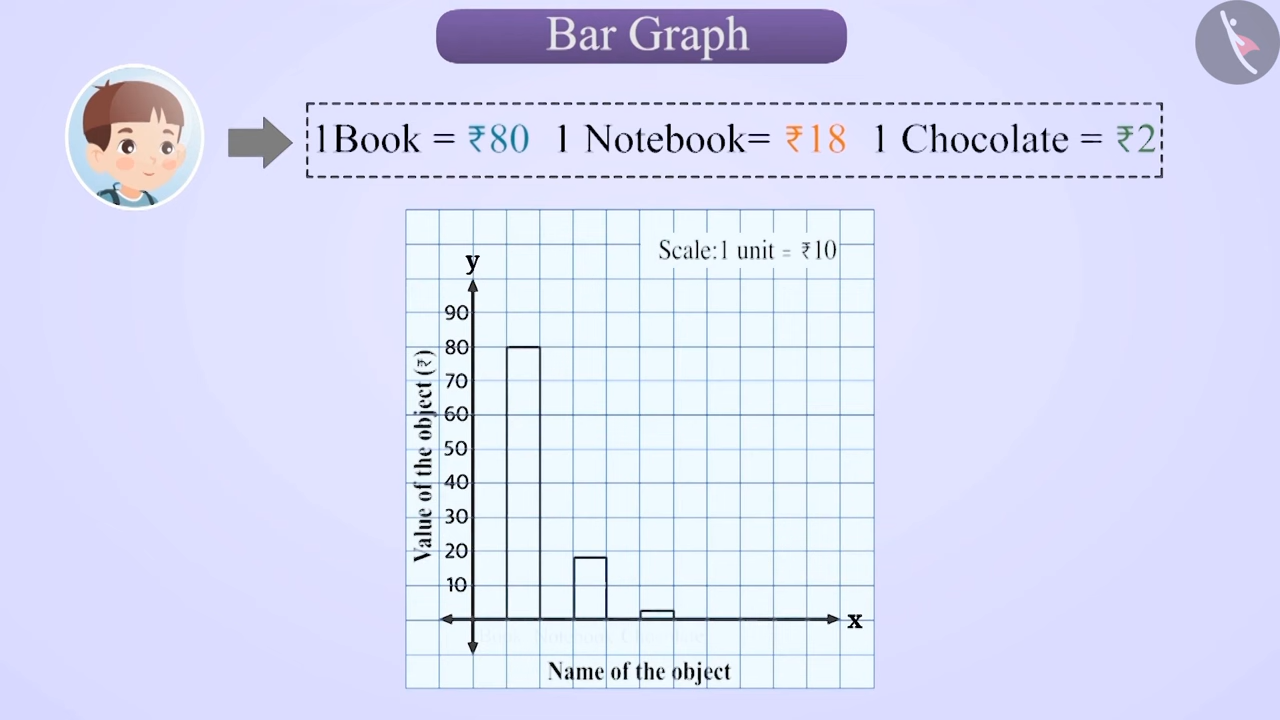 Bar Graph
1Book = ₹80 1 Notebook= ₹18 1 Chocolate = ₹2
Scale:1 unit = ₹10
y
90
80
70
60
50
40
30
20
10
Value of the object (₹)
x
Name of the object